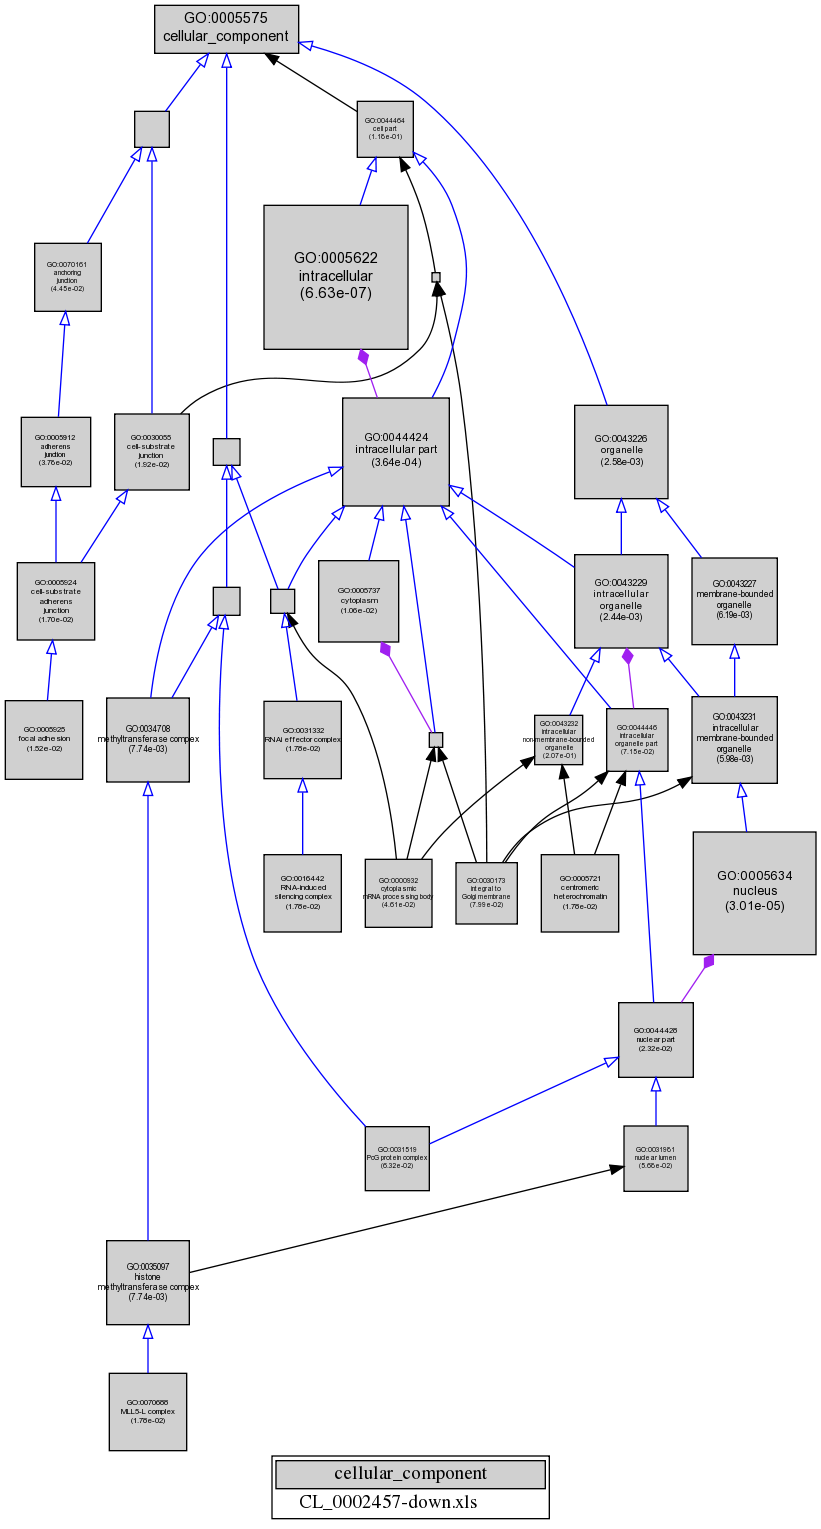 GO:0005575
cellular_component
GO:0044464
cell part
(1.16e-01)
GO:0005622
intracellular
(6.63e-07)
GO:0070161
anchoring
junction
(4.45e-02)
GO:0044424
intracellular part
(3.64e-04)
GO:0043226
organelle
(2.58e-03)
GO:0005912
adherens
junction
(3.76e-02)
GO:0030055
cell-substrate
junction
(1.92e-02)
GO:0005924
cell-substrate
adherens
junction
(1.70e-02)
GO:0005737
cytoplasm
(1.06e-02)
GO:0043229
intracellular
organelle
(2.44e-03)
GO:0043227
membrane-bounded
organelle
(6.19e-03)
GO:0005925
focal adhesion
(1.52e-02)
GO:0034708
methyltransferase complex
(7.74e-03)
GO:0031332
RNAi effector complex
(1.78e-02)
GO:0043232
intracellular
non-membrane-bounded
organelle
(2.07e-01)
GO:0044446
intracellular
organelle part
(7.15e-02)
GO:0043231
intracellular
membrane-bounded
organelle
(5.98e-03)
GO:0016442
RNA-induced
silencing complex
(1.78e-02)
GO:0000932
cytoplasmic
mRNA processing body
(4.61e-02)
GO:0030173
integral to
Golgi membrane
(7.99e-02)
GO:0005721
centromeric
heterochromatin
(1.78e-02)
GO:0005634
nucleus
(3.01e-05)
GO:0044428
nuclear part
(2.32e-02)
GO:0031519
PcG protein complex
(6.32e-02)
GO:0031981
nuclear lumen
(5.66e-02)
GO:0035097
histone
methyltransferase complex
(7.74e-03)
GO:0070688
MLL5-L complex
(1.78e-02)
cellular_component
CL_0002457-down.xls